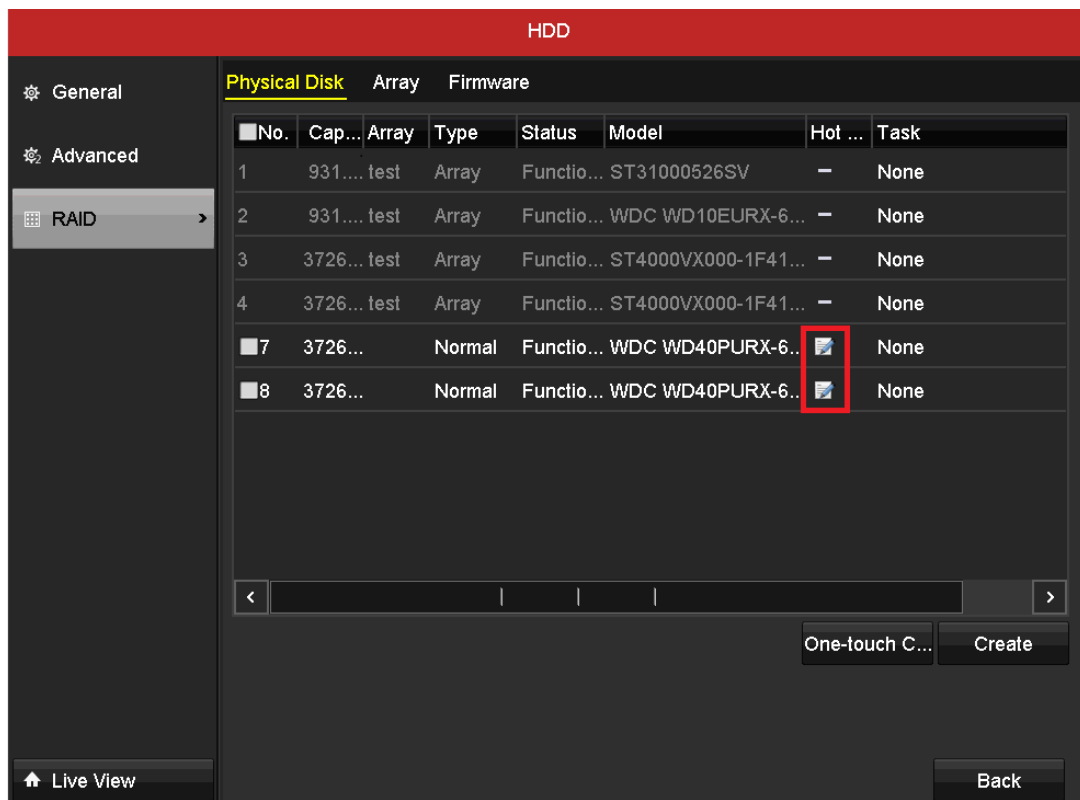 HDD
General
Advanced
RAID
Physical Disk Array Firmware
No. Cap... Array Type Status Model Hot ... Task
1 931.... test Array Functio... ST31000526SV – None
2 931.... test Array Functio... WDC WD10EURX-6... – None
3 3726... test Array Functio... ST4000VX000-1F41... – None
4 3726... test Array Functio... ST4000VX000-1F41... – None
7 3726... Normal Functio... WDC WD40PURX-6... None
8 3726... Normal Functio... WDC WD40PURX-6... None
One-touch C... Create
Live View Back